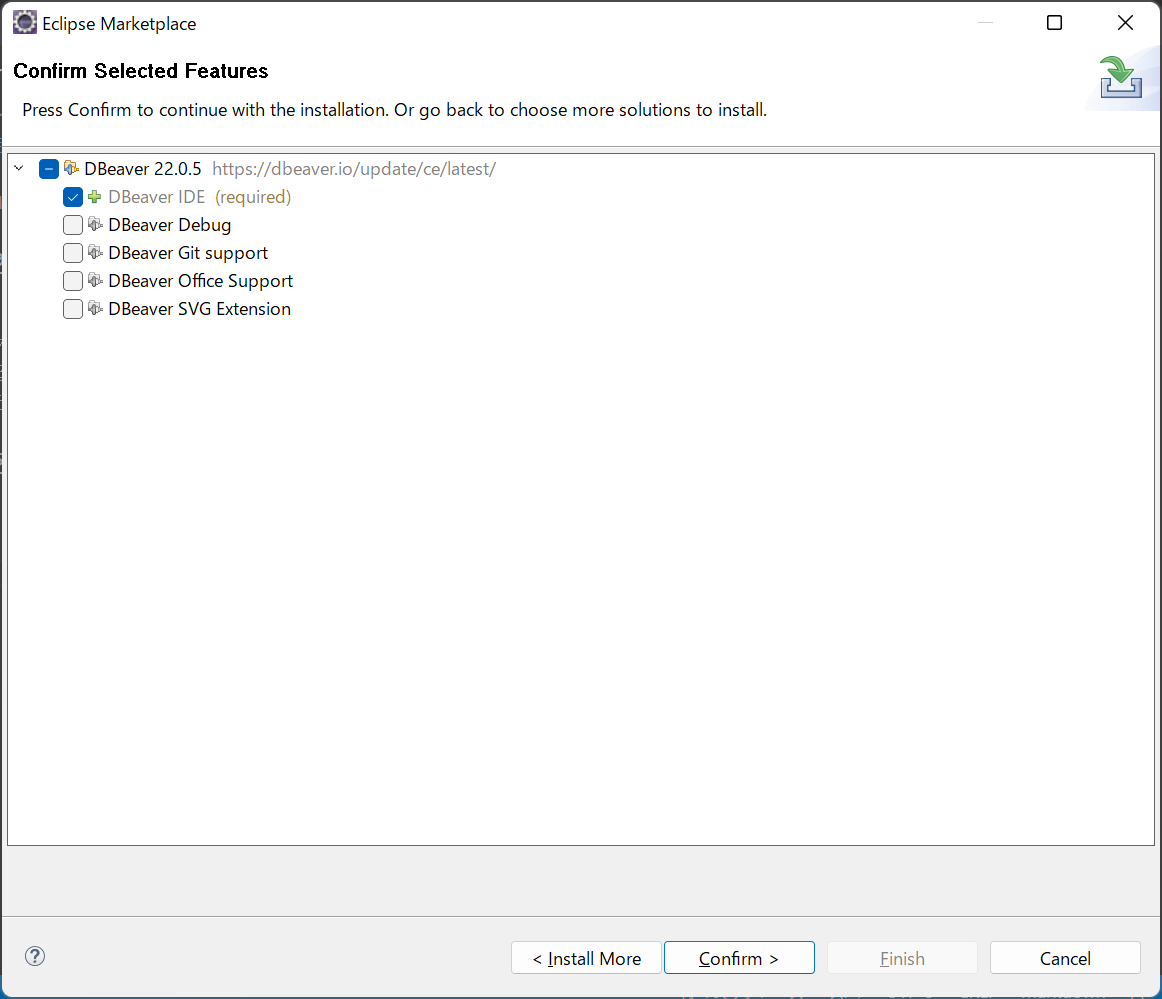 Eclipse Marketplace
Confirm Selected Features
Press Confirm to continue with the installation. Or go back to choose more solutions to install.
DBeaver 22.0.5 https://dbeaver.io/update/ce/latest/
DBeaver IDE (required)
DBeaver Debug
DBeaver Git support
DBeaver Office Support
DBeaver SVG Extension
? < Install More Confirm > Finish Cancel